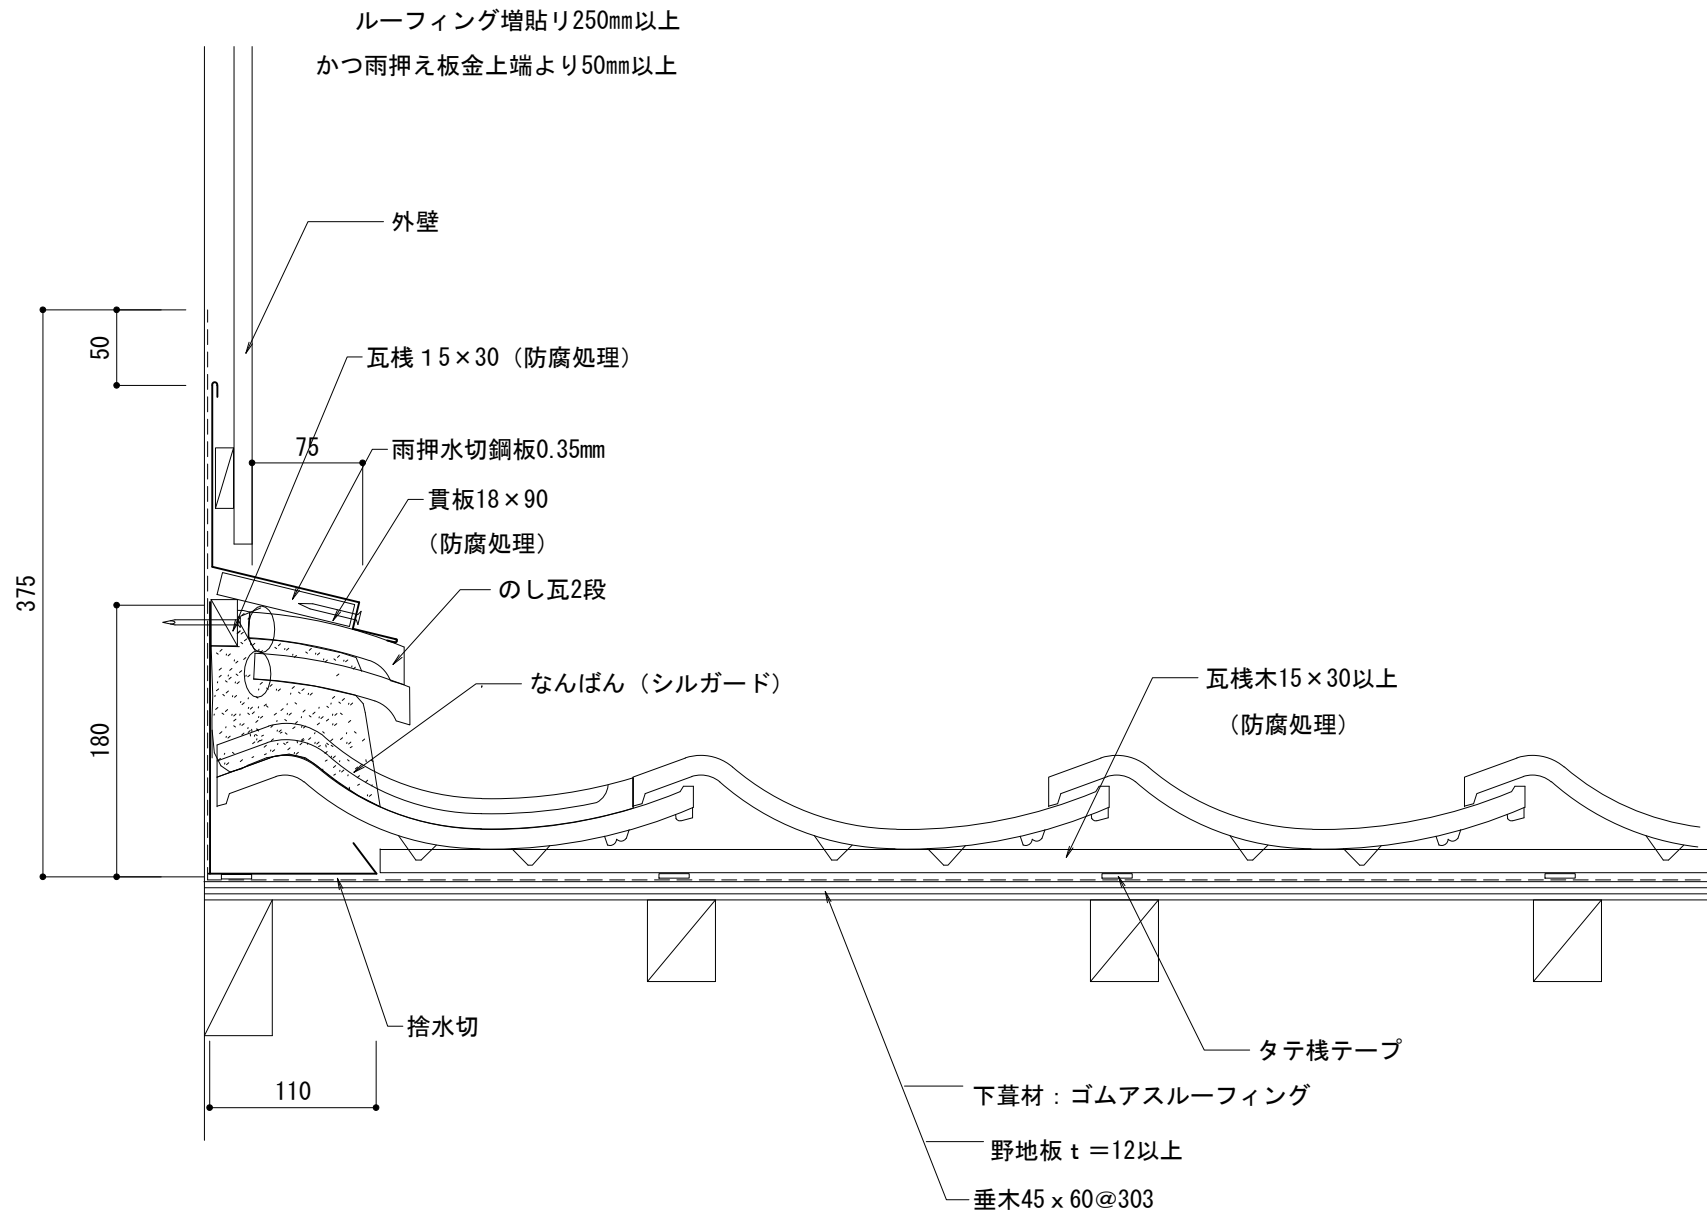 ルーフィング増貼リ250mm以上
かつ雨押え板金上端より50mm以上
外壁
50
瓦桟１5×30（防腐処理）
75
雨押水切鋼板0.35mm
貫板18×90
（防腐処理）
375
のし瓦2段
なんばん（シルガード）
瓦桟木15×30以上
（防腐処理）
180
捨水切
タテ桟テープ
110
下葺材：ゴムアスルーフィング
野地板ｔ＝12以上
垂木45ｘ60＠303